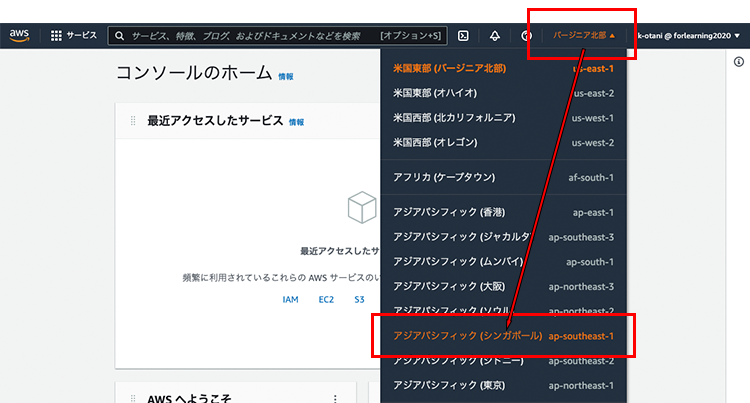 aws
サービス
サービス、特徴、ブログ、およびドキュメントなどを検索
[オプション+S]
バージニア北部 ▲
k-otani @ forlearning2020 ▼
コンソールのホーム 情報
最近アクセスしたサービス 情報
最近アクセスしたサ
頻繁に利用されているこれらの AWS サービスのい
IAM EC2 S3
AWS へようこそ
米国東部 (バージニア北部) us-east-1
米国東部 (オハイオ) us-east-2
米国西部 (北カリフォルニア) us-west-1
米国西部 (オレゴン) us-west-2
アフリカ (ケープタウン) af-south-1
アジアパシフィック (香港) ap-east-1
アジアパシフィック (ジャカルタ) ap-southeast-3
アジアパシフィック (ムンバイ) ap-south-1
アジアパシフィック (大阪) ap-northeast-3
アジアパシフィック (ソウル) ap-northeast-2
アジアパシフィック (シンガポール) ap-southeast-1
アジアパシフィック (シドニー) ap-southeast-2
アジアパシフィック (東京) ap-northeast-1